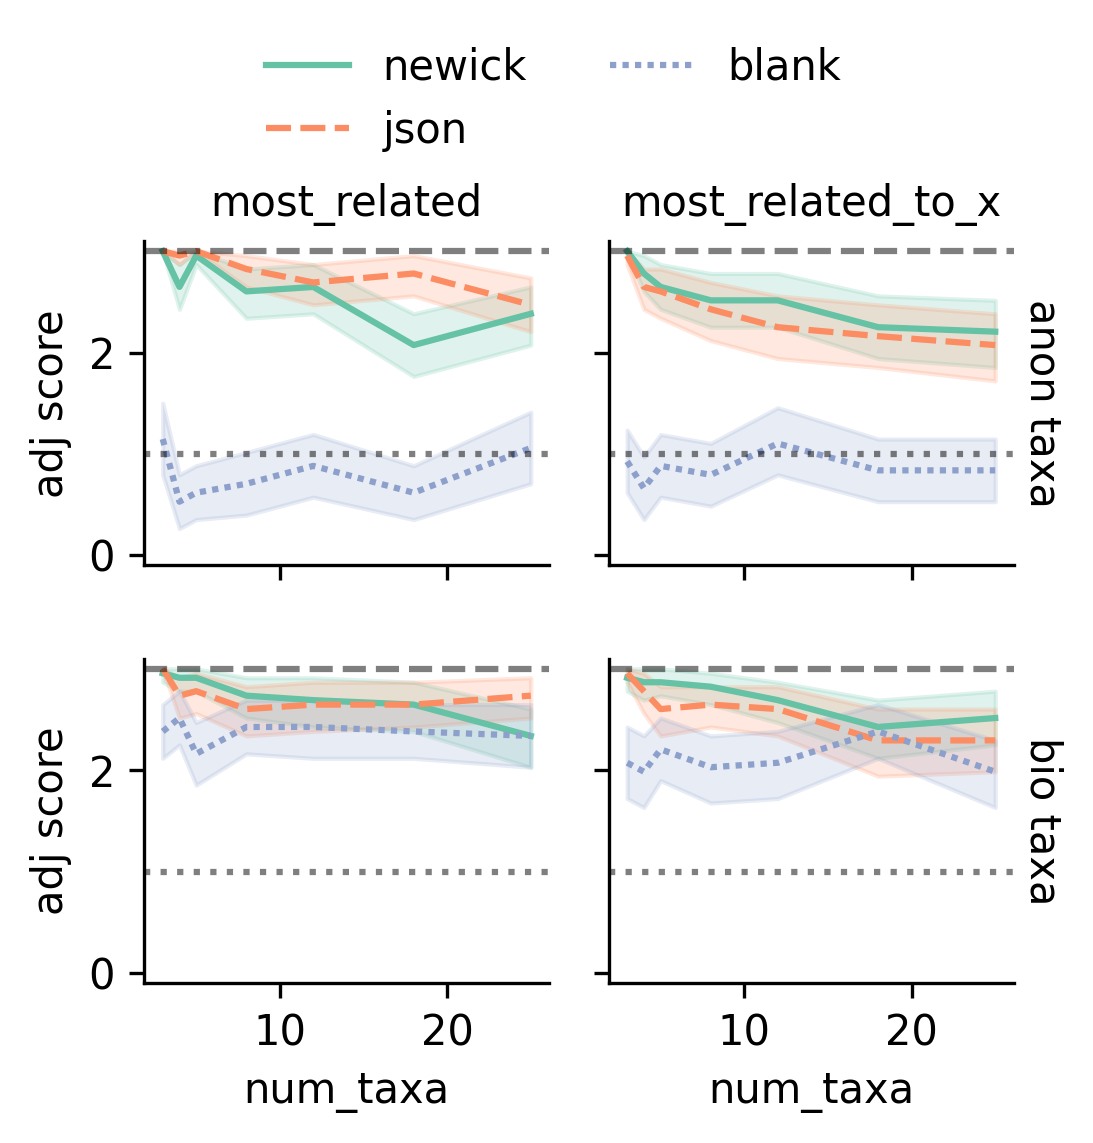 newick
blank
json
most_related
most_related_to_x
adj score
2
0
anon taxa
adj score
2
0
bio taxa
10
20
10
20
num_taxa
num_taxa